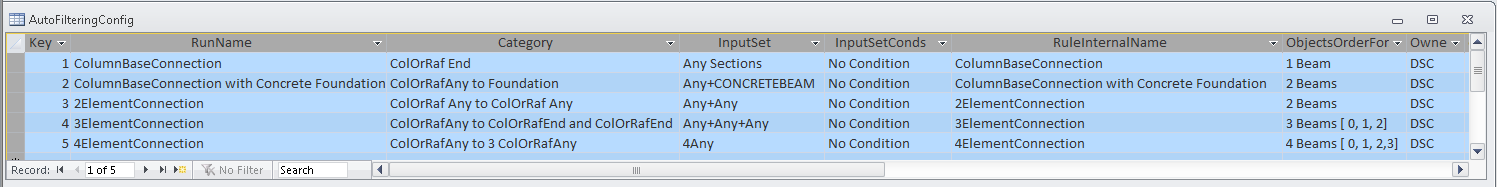 AutoFilteringConfig
Key RunName Category InputSet InputSetConds RuleInternalName ObjectsOrderFor Owne
1 ColumnBaseConnection ColOrRaf End Any Sections No Condition ColumnBaseConnection 1 Beam DSC
2 ColumnBaseConnection with Concrete Foundation ColOrRafAny to Foundation Any+CONCRETEBEAM No Condition ColumnBaseConnection with Concrete Foundation 2 Beams DSC
3 2ElementConnection ColOrRaf Any to ColOrRaf Any Any+Any No Condition 2ElementConnection 2 Beams DSC
4 3ElementConnection ColOrRafAny to ColOrRafEnd and ColOrRafEnd Any+Any+Any No Condition 3ElementConnection 3 Beams [ 0, 1, 2] DSC
5 4ElementConnection ColOrRafAny to 3 ColOrRafAny 4Any No Condition 4ElementConnection 4 Beams [ 0, 1, 2,3] DSC
Record: 1 of 5 No Filter Search